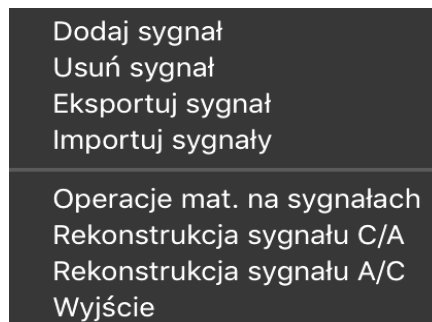 Dodaj sygnał
Usuń sygnał
Eksportuj sygnał
Importuj sygnały
Operacje mat. na sygnałach
Rekonstrukcja sygnału C/A
Rekonstrukcja sygnału A/C
Wyjście